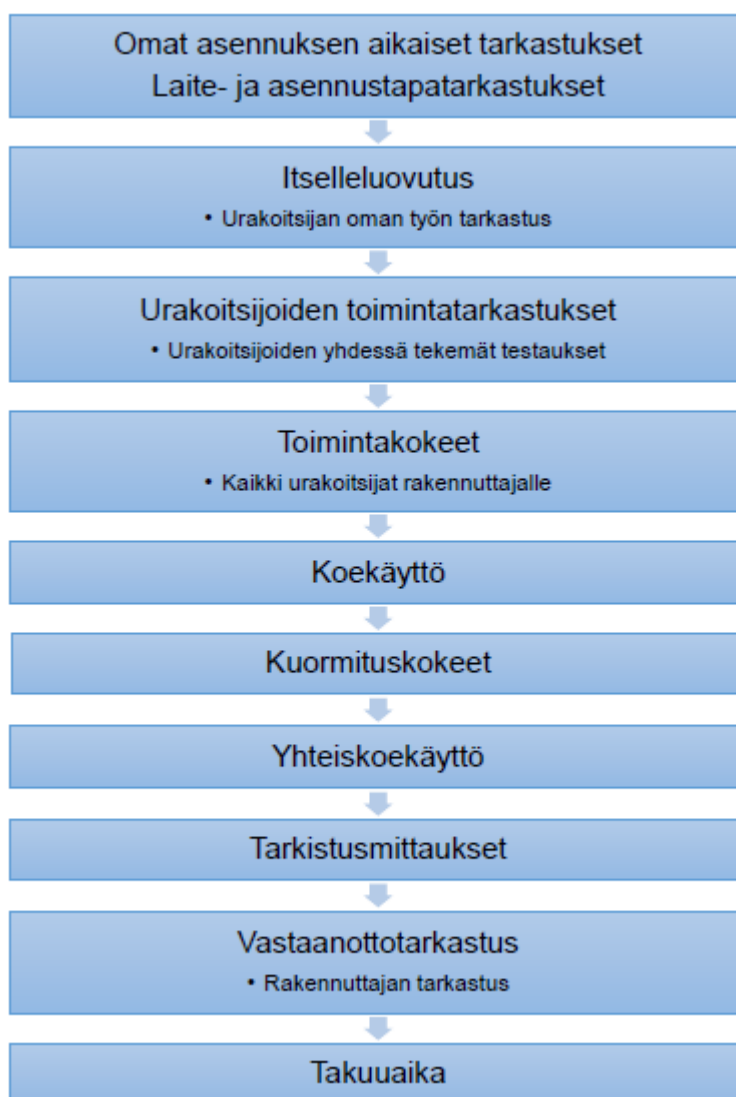 Omat asennuksen aikaiset tarkastukset
Laite- ja asennustapatarkastukset
Itselleluovutus
• Urakoitsijan oman työn tarkastus
Urakoitsijoiden toimintatarkastukset
• Urakoitsijoiden yhdessä tekemät testaukset
Toimintakokeet
• Kaikki urakoitsijat rakennuttajalle
Koekäyttö
Kuormituskokeet
Yhteiskoekäyttö
Tarkistusmittaukset
Vastaanottotarkastus
• Rakennuttajan tarkastus
Takuuaika